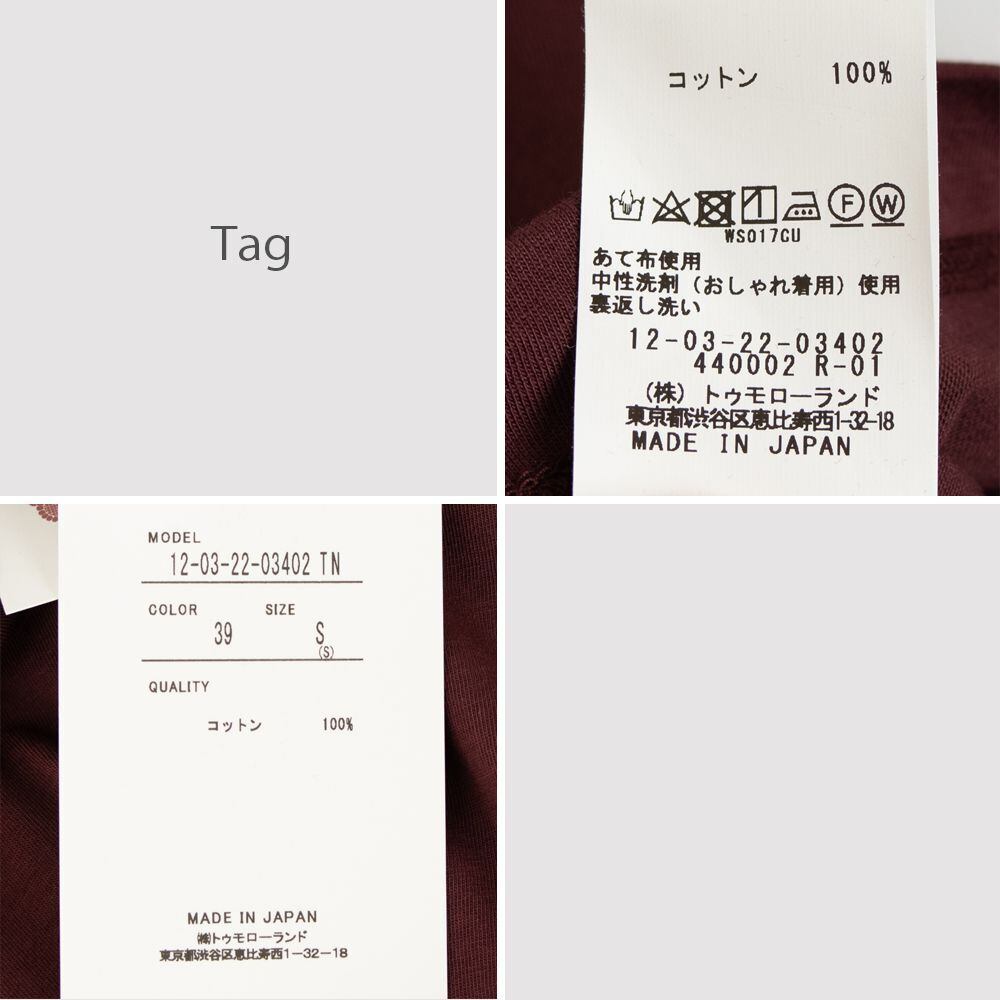 Tag
コットン 100%
F W
WS017CU
あて布使用
中性洗剤（おしゃれ着用）使用
裏返し洗い
12-03-22-03402
440002 R-01
（株）トゥモローランド
東京都渋谷区恵比寿西1-32-18
MADE IN JAPAN
MODEL
12-03-22-03402 TN
COLOR SIZE
39 S
(S)
QUALITY
コットン 100%
MADE IN JAPAN
㈱トゥモローランド
東京都渋谷区恵比寿西1-32-18